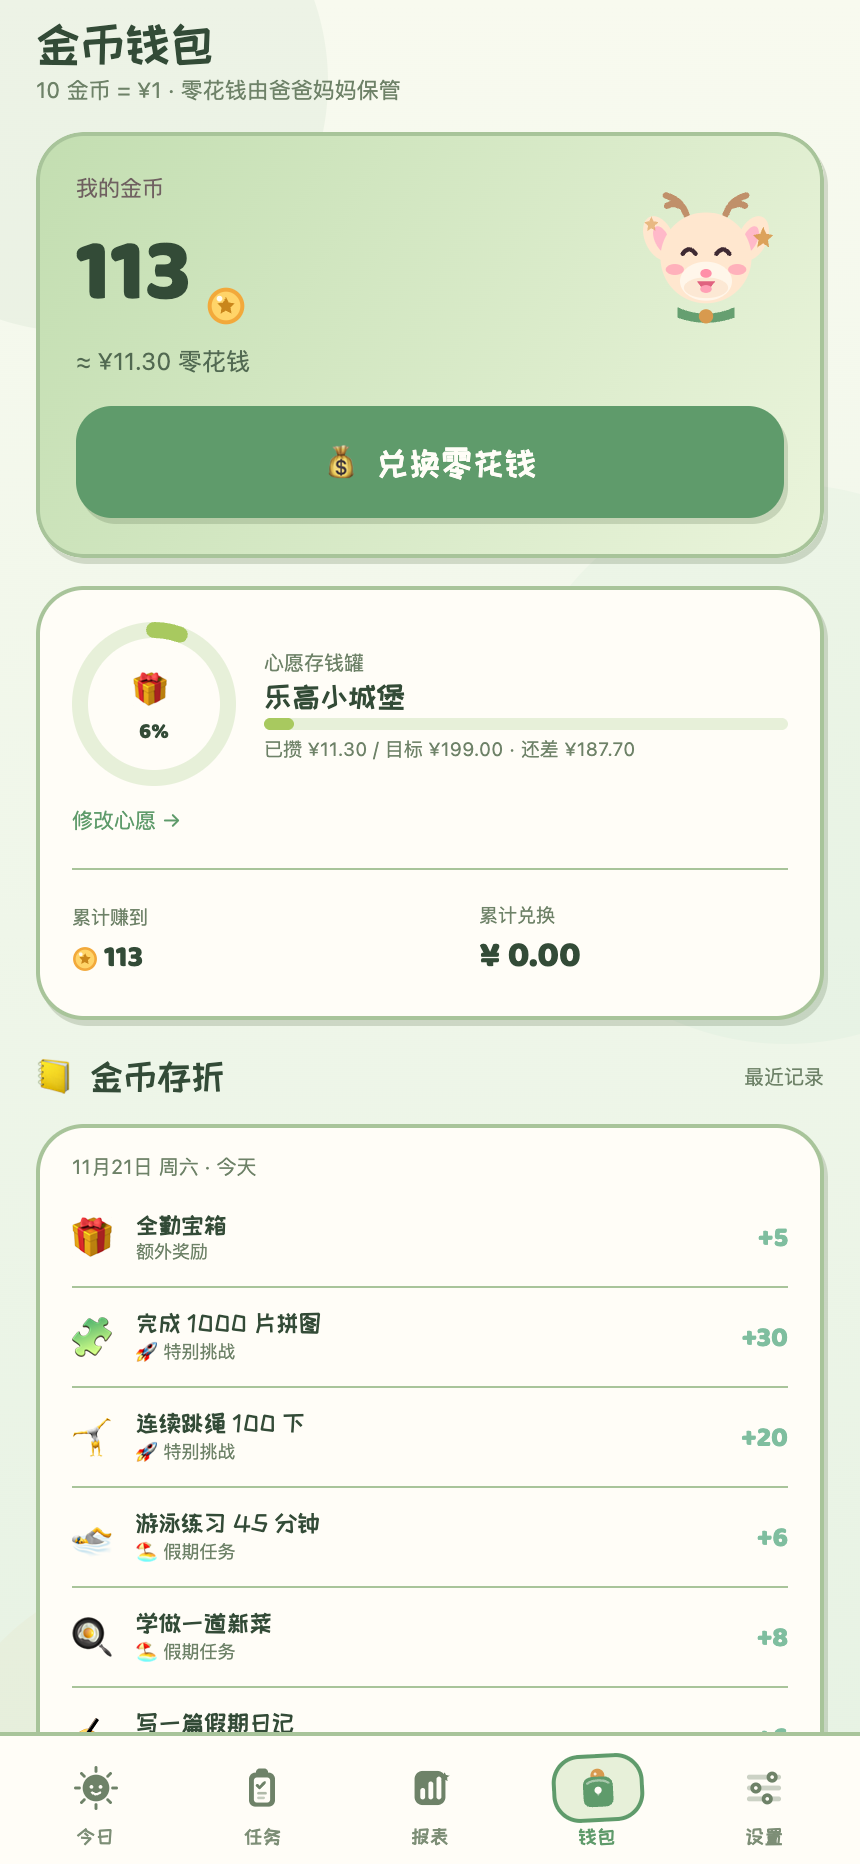 金币钱包
10 金币 = ¥1 · 零花钱由爸爸妈妈保管
我的金币
113
≈ ¥11.30 零花钱
兑换零花钱
心愿存钱罐
乐高小城堡
6%
已攒 ¥11.30 / 目标 ¥199.00 · 还差 ¥187.70
修改心愿 →
累计赚到
累计兑换
113
¥ 0.00
金币存折
最近记录
11月21日 周六 · 今天
全勤宝箱
+5
额外奖励
完成 1000 片拼图
+30
特别挑战
连续跳绳 100 下
+20
特别挑战
游泳练习 45 分钟
+6
假期任务
学做一道新菜
+8
假期任务
写一篇假期日记
今日
任务
报表
钱包
设置